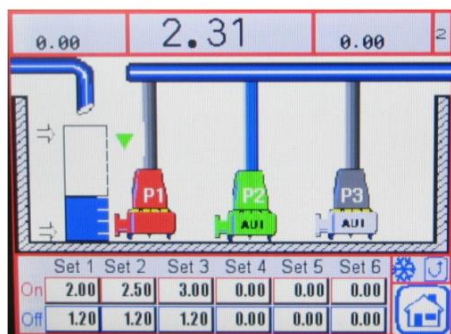 0.00 2.31 0.00 2
P1 P2 P3
AUT AUT
Set 1 Set 2 Set 3 Set 4 Set 5 Set 6
On 2.00 2.50 3.00 0.00 0.00 0.00
Off 1.20 1.20 1.20 0.00 0.00 0.00